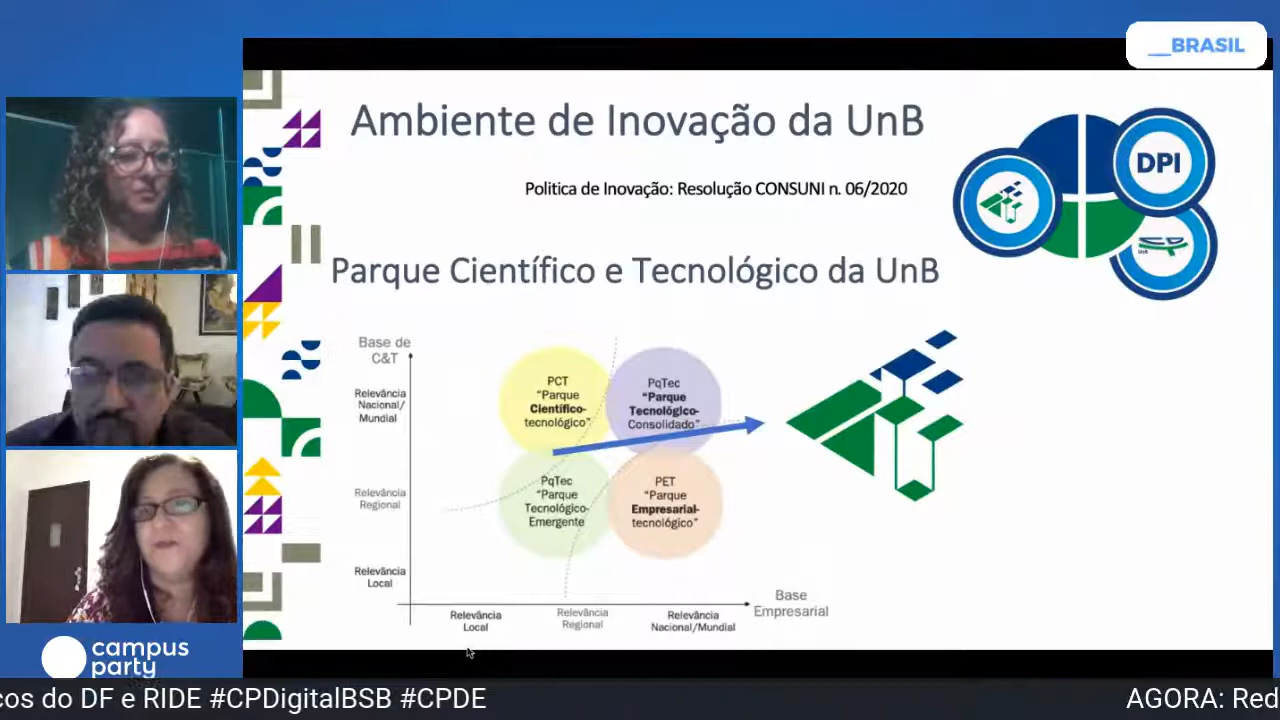 __BRASIL
Ambiente de Inovação da UnB
Politica de Inovação: Resolução CONSUNI n. 06/2020
DPI
Parque Científico e Tecnológico da UnB
Base de
C&T
Relevância
Nacional/
Mundial
Relevância
Regional
Relevância
Local
PCT
"Parque
Científico-
tecnológico"
PqTec
"Parque
Tecnológico-
Consolidado"
PqTec
"Parque
Tecnológico-
Emergente
PET
"Parque
Empresarial-
tecnológico"
Relevância
Local
Relevância
Regional
Relevância
Nacional/Mundial
Base
Empresarial
campus
party
cos do DF e RIDE #CPDigitalBSB #CPDE
AGORA: Red